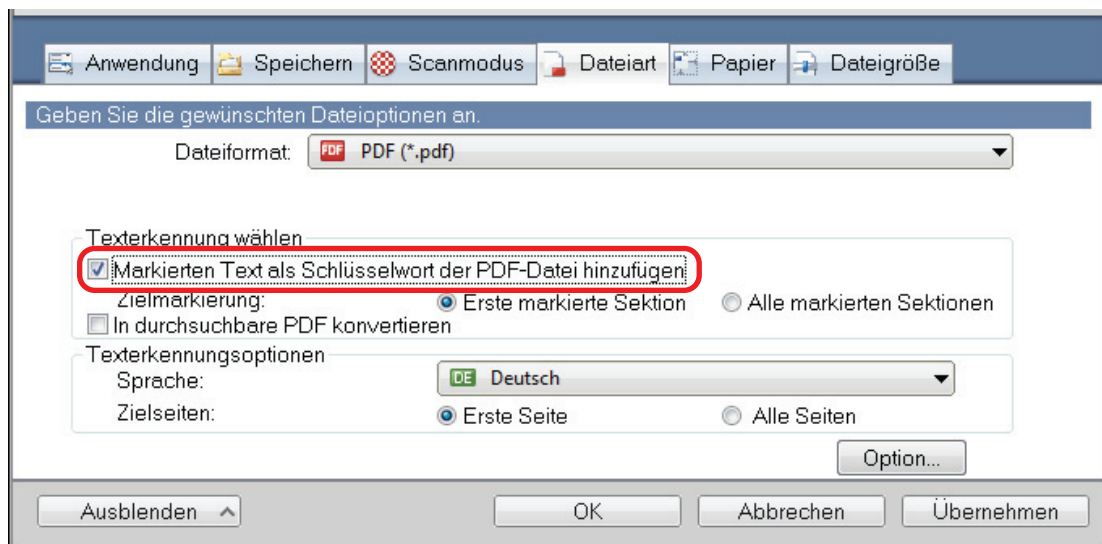 Anwendung Speichern Scanmodus Dateiart Papier Dateigröße
Geben Sie die gewünschten Dateioptionen an.
Dateiformat: PDF PDF (*.pdf)
Texterkennung wählen
Markierten Text als Schlüsselwort der PDF-Datei hinzufügen
Zielmarkierung: Erste markierte Sektion Alle markierten Sektionen
In durchsuchbare PDF konvertieren
Texterkennungsoptionen
Sprache: DE Deutsch
Zielseiten: Erste Seite Alle Seiten
Option...
Ausblenden OK Abbrechen Übernehmen